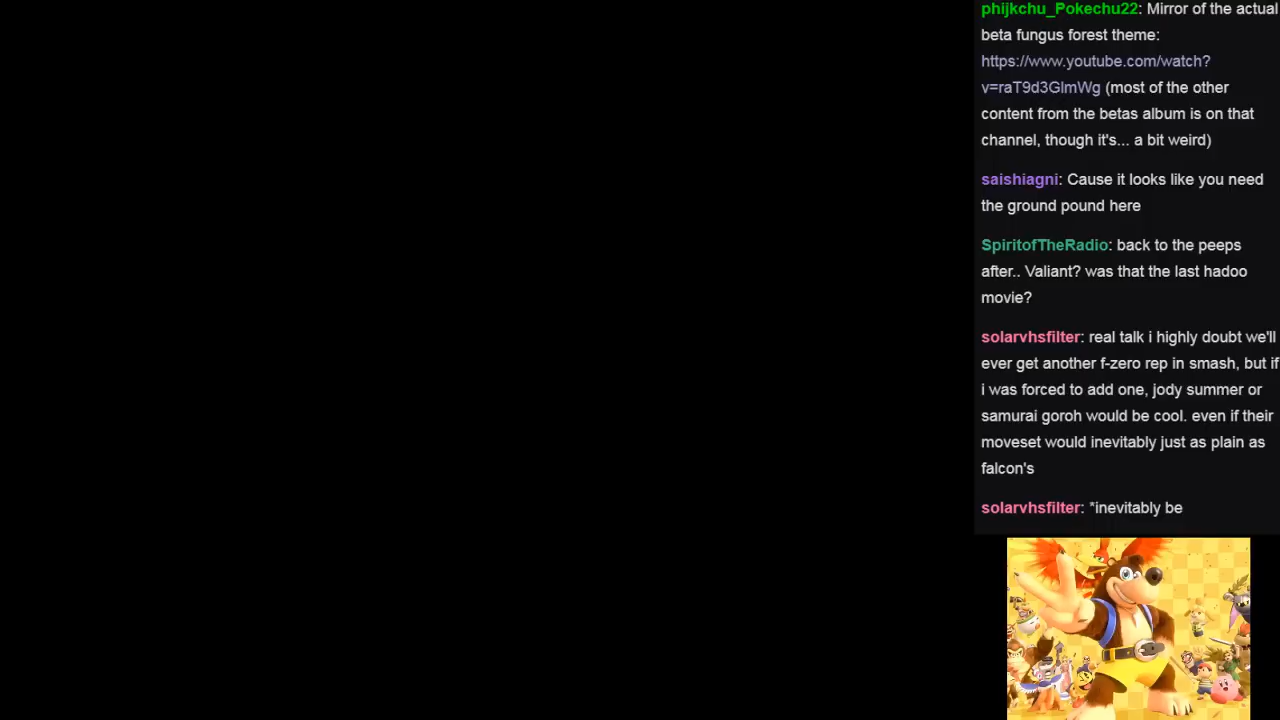 phijkchu_Pokechu22: Mirror of the actual
beta fungus forest theme:
https://www.youtube.com/watch?
v=raT9d3GlmWg (most of the other
content from the betas album is on that
channel, though it's... a bit weird)
saishiagni: Cause it looks like you need
the ground pound here
SpiritofTheRadio: back to the peeps
after.. Valiant? was that the last hadoo
movie?
solarvhsfilter: real talk i highly doubt we'll
ever get another f-zero rep in smash, but if
i was forced to add one, jody summer or
samurai goroh would be cool. even if their
moveset would inevitably just as plain as
falcon's
solarvhsfilter: *inevitably be